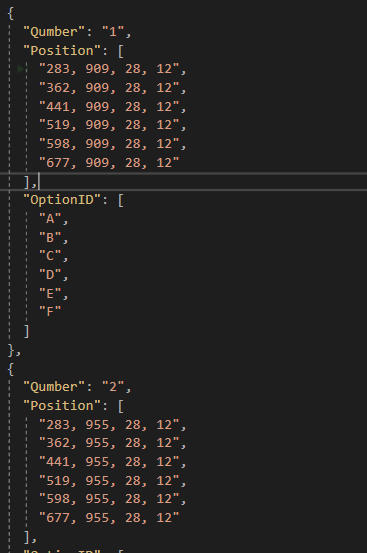 {
"Qumber": "1",
"Position": [
"283, 909, 28, 12",
"362, 909, 28, 12",
"441, 909, 28, 12",
"519, 909, 28, 12",
"598, 909, 28, 12",
"677, 909, 28, 12"
],
"OptionID": [
"A",
"B",
"C",
"D",
"E",
"F"
]
},
{
"Qumber": "2",
"Position": [
"283, 955, 28, 12",
"362, 955, 28, 12",
"441, 955, 28, 12",
"519, 955, 28, 12",
"598, 955, 28, 12",
"677, 955, 28, 12"
],
"OptionID": [